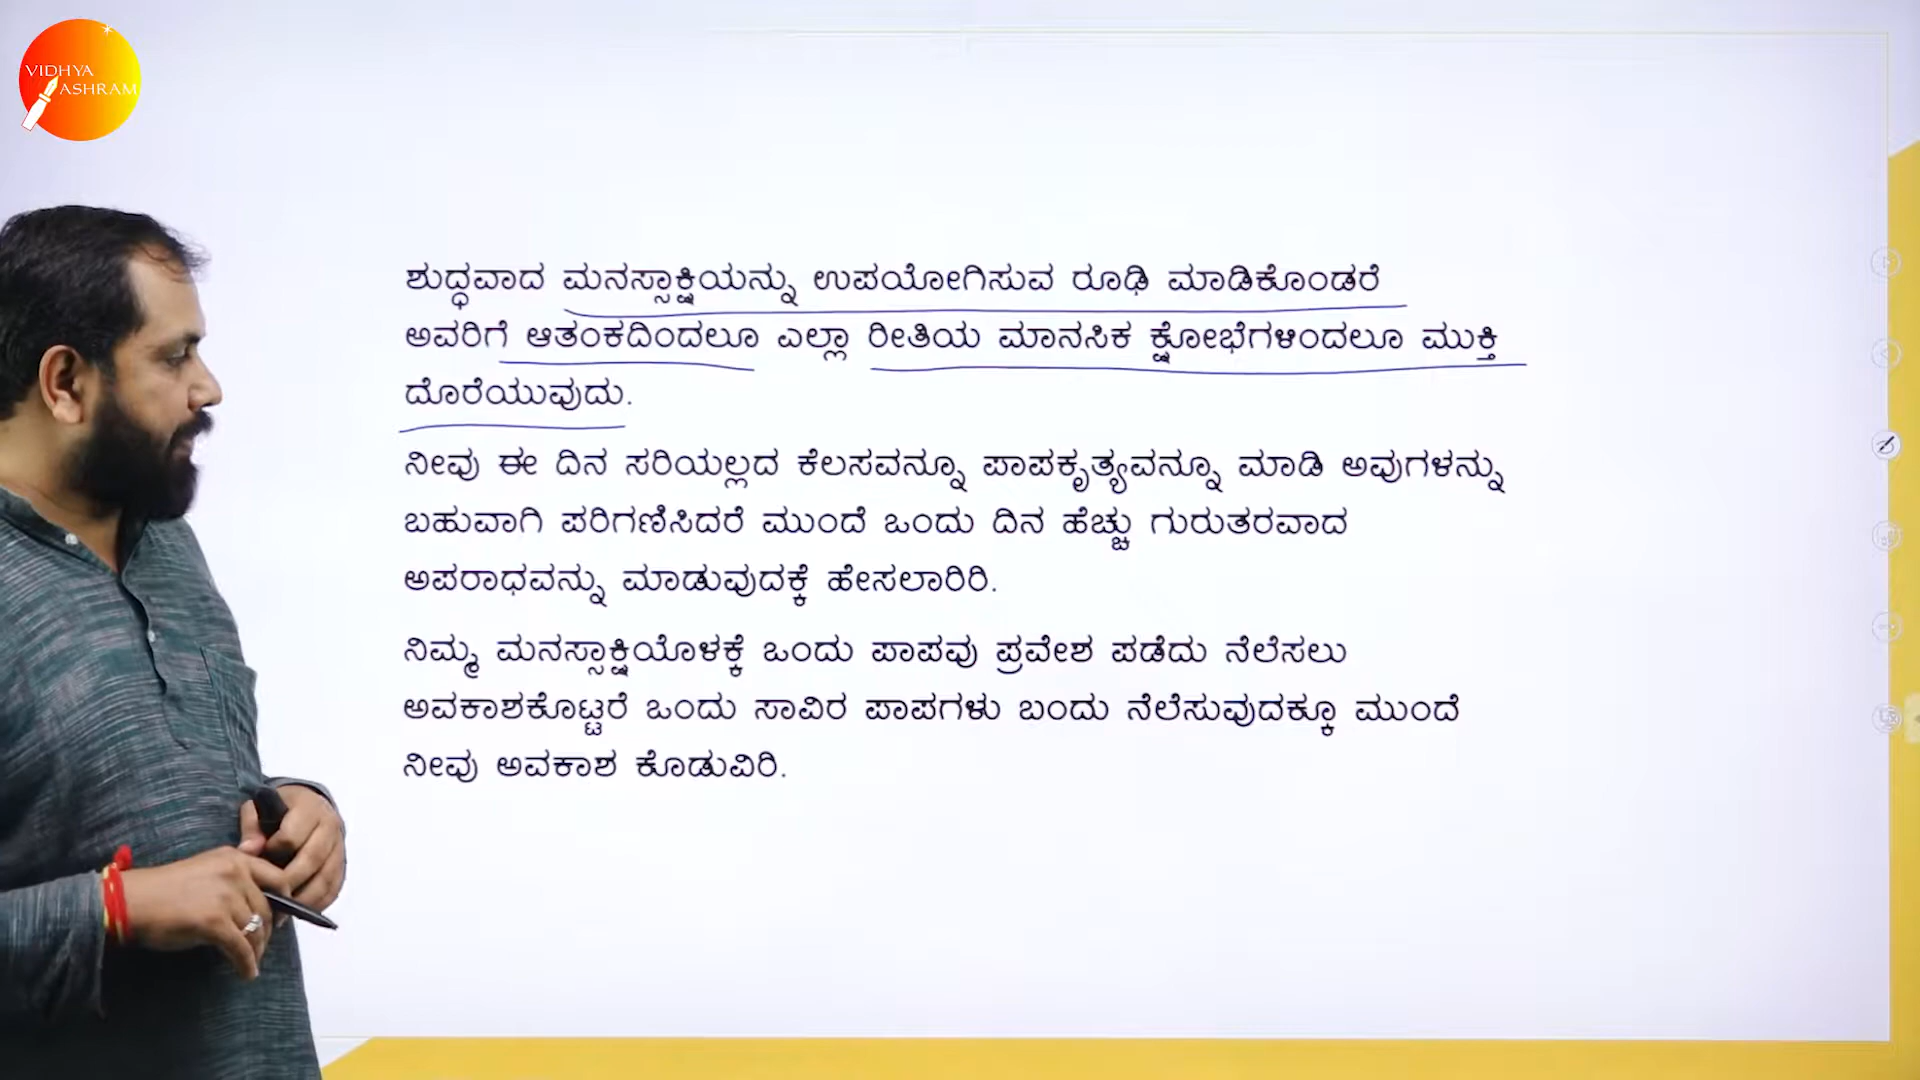 VIDHYA
ASHRAM
ಶುದ್ಧವಾದ ಮನಸ್ಸಾಕ್ಷಿಯನ್ನು ಉಪಯೋಗಿಸುವ ರೂಢಿ ಮಾಡಿಕೊಂಡರೆ
ಅವರಿಗೆ ಆತಂಕದಿಂದಲೂ ಎಲ್ಲಾ ರೀತಿಯ ಮಾನಸಿಕ ಕ್ಷೋಭೆಗಳಿಂದಲೂ ಮುಕ್ತಿ
ದೊರೆಯುವುದು.
ನೀವು ಈ ದಿನ ಸರಿಯಲ್ಲದ ಕೆಲಸವನ್ನೂ ಪಾಪಕೃತ್ಯವನ್ನೂ ಮಾಡಿ ಅವುಗಳನ್ನು
ಬಹುವಾಗಿ ಪರಿಗಣಿಸಿದರೆ ಮುಂದೆ ಒಂದು ದಿನ ಹೆಚ್ಚು ಗುರುತರವಾದ
ಅಪರಾಧವನ್ನು ಮಾಡುವುದಕ್ಕೆ ಹೇಸಲಾರಿರಿ.
ನಿಮ್ಮ ಮನಸ್ಸಾಕ್ಷಿಯೊಳಕ್ಕೆ ಒಂದು ಪಾಪವು ಪ್ರವೇಶ ಪಡೆದು ನೆಲೆಸಲು
ಅವಕಾಶಕೊಟ್ಟರೆ ಒಂದು ಸಾವಿರ ಪಾಪಗಳು ಬಂದು ನೆಲೆಸುವುದಕ್ಕೂ ಮುಂದೆ
ನೀವು ಅವಕಾಶ ಕೊಡುವಿರಿ.